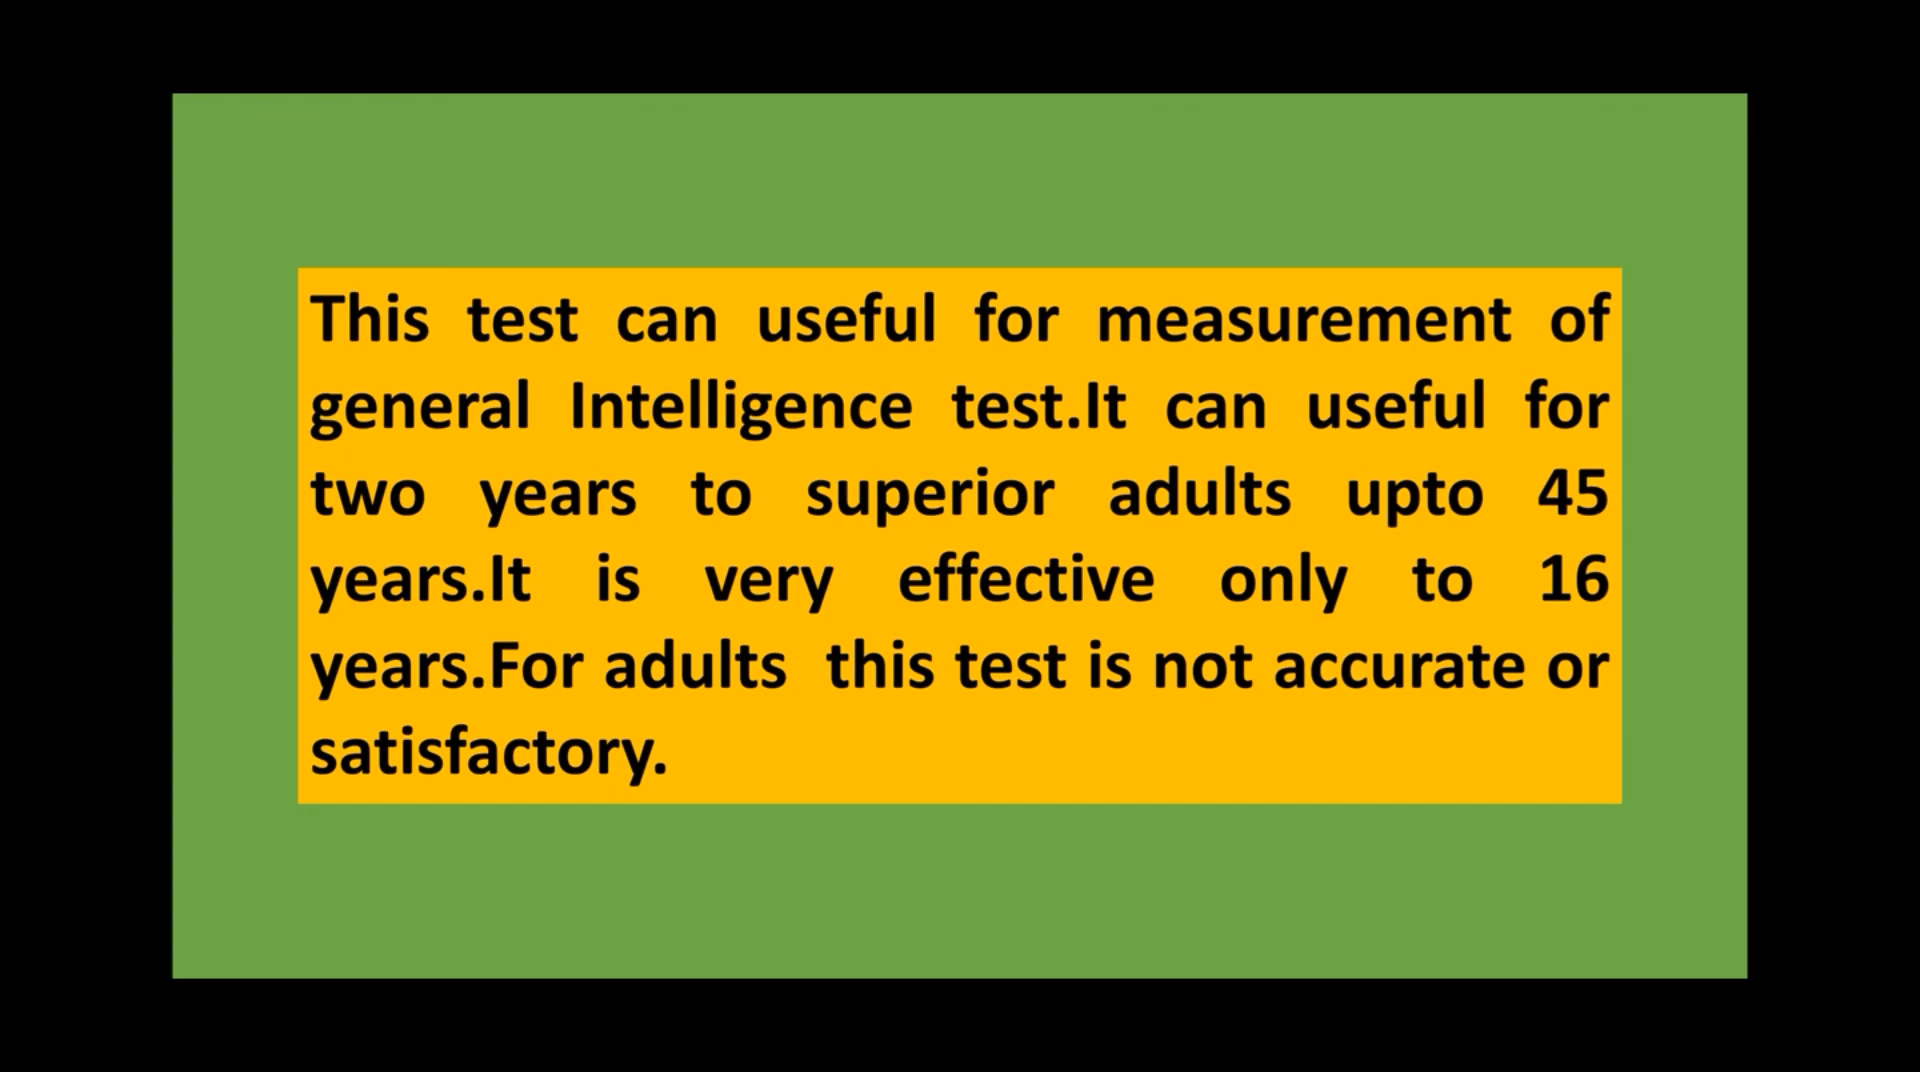 This test can useful for measurement of
general Intelligence test.It can useful for
two years to superior adults upto 45
years.It is very effective only to 16
years.For adults this test is not accurate or
satisfactory.